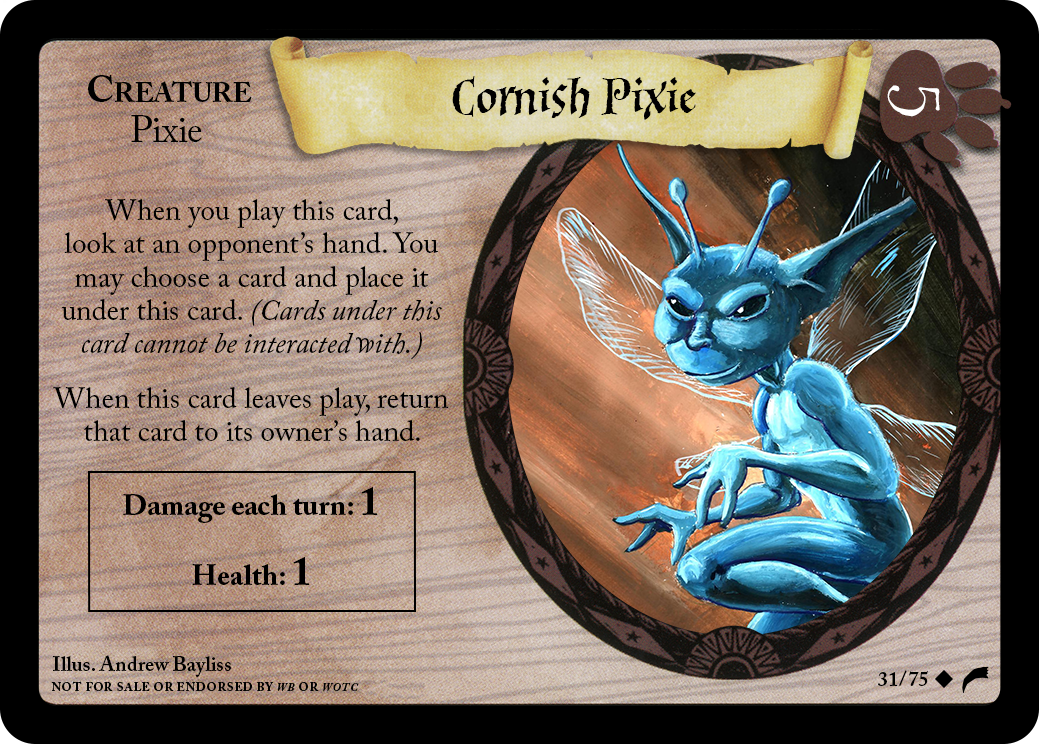 Cornish Pixie
5
CREATURE
Pixie
When you play this card,
look at an opponent's hand. You
may choose a card and place it
under this card. (Cards under this
card cannot be interacted with.)
When this card leaves play, return
that card to its owner's hand.
Damage each turn: 1
Health: 1
Illus. Andrew Bayliss
NOT FOR SALE OR ENDORSED BY WB OR WOTC
31/75